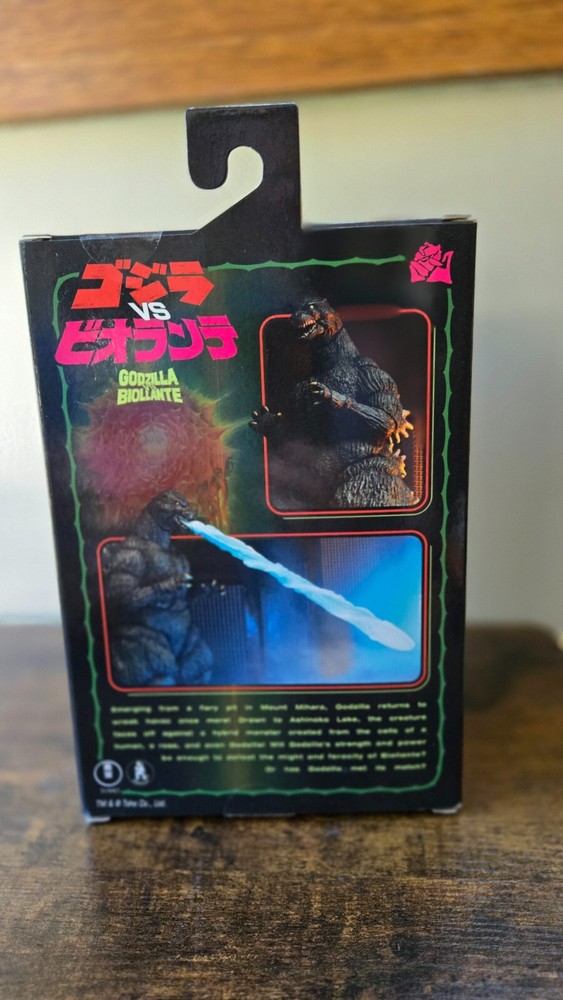 ゴジラ
VS
ビオランテ
GODZILLA
VS
BIOLLANTE
Emerging from a fiery pit in Mount Mihara, Godzilla returns to
wreak havoc once more! Drawn to Ashinoko Lake, the creature
faces off against a hybrid monster created from the cells of a
human, a rose, and even Godzilla! Will Godzilla's strength and power
be enough to defeat the might and ferocity of Biollante?
Or has Godzilla met its match?
TM & © Toho Co., Ltd.